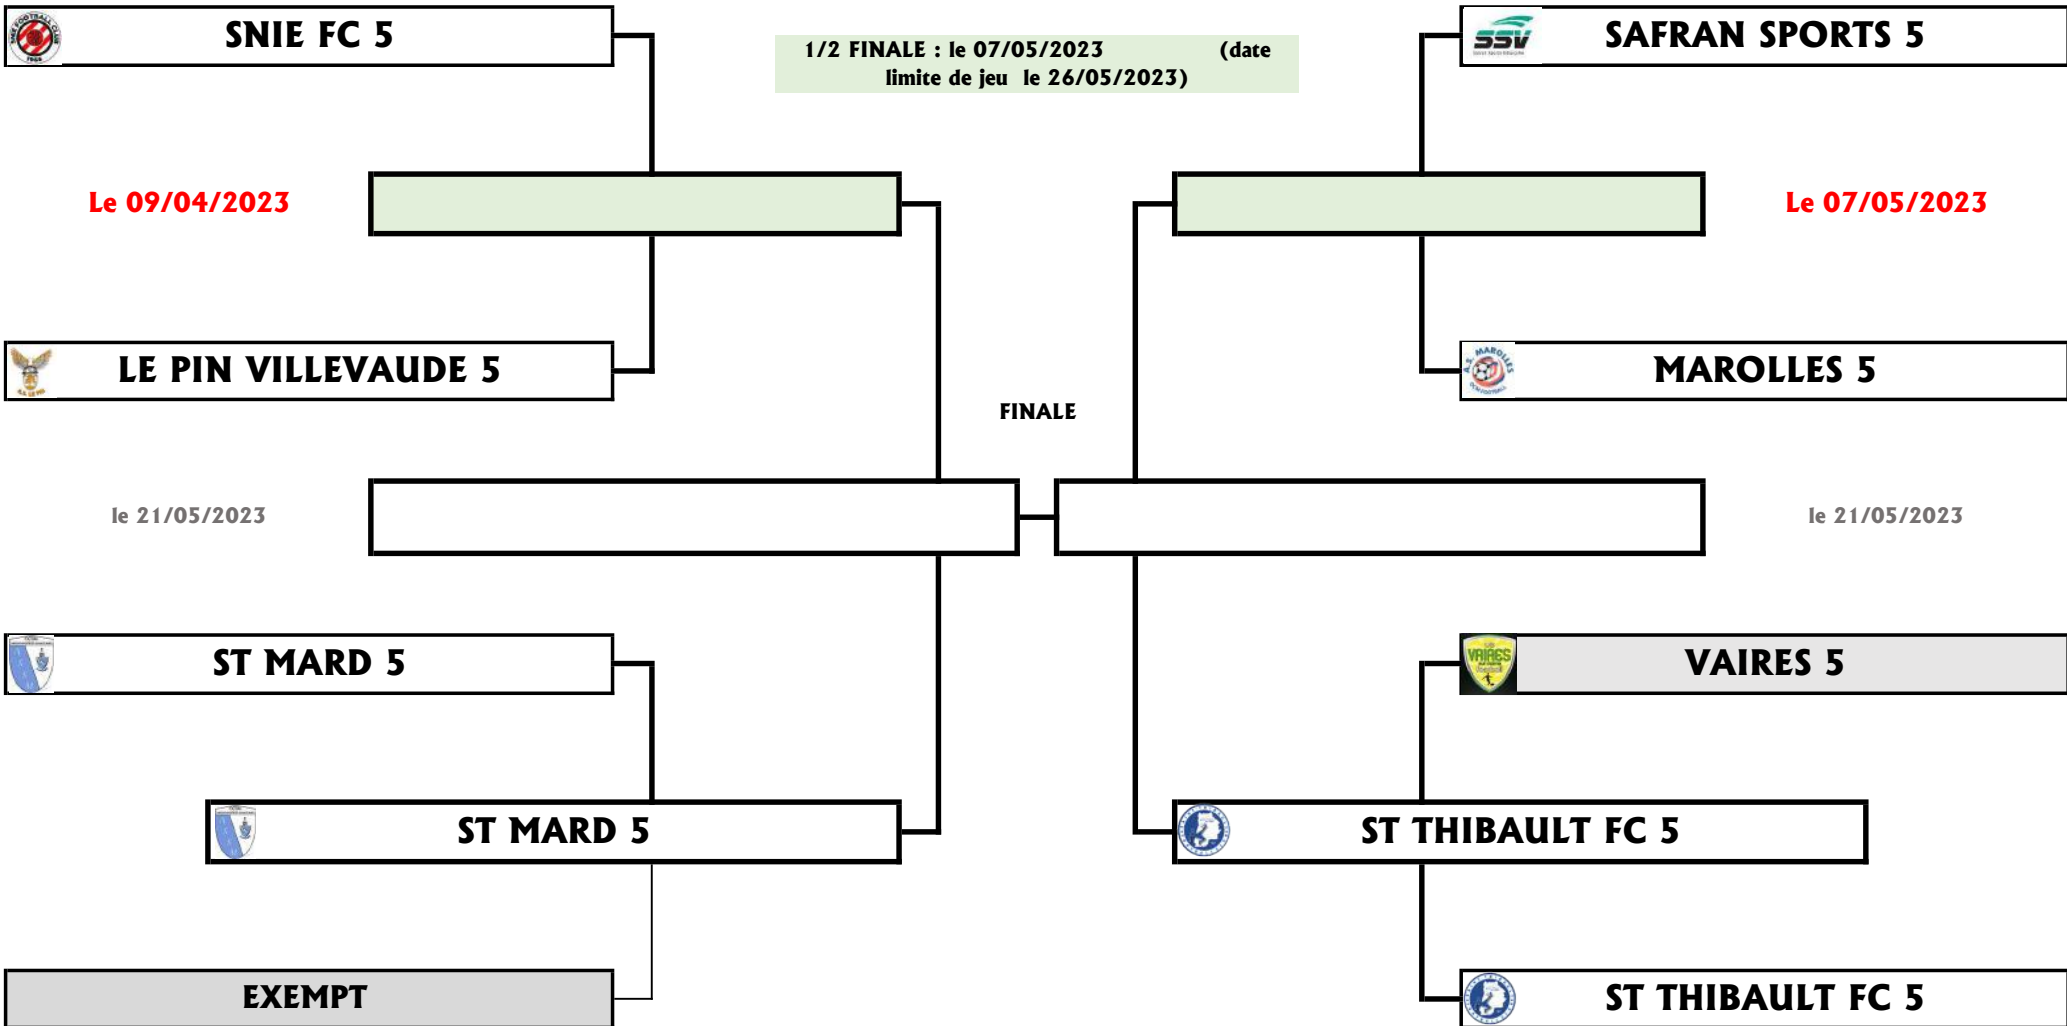 SNIE FC 5
SAFRAN SPORTS 5
SSV
1/2 FINALE : le 07/05/2023 (date
limite de jeu le 26/05/2023)
Le 09/04/2023
Le 07/05/2023
LE PIN VILLEVAUDE 5
A.S. MAROLLES
MAROLLES 5
FINALE
le 21/05/2023
le 21/05/2023
ST MARD 5
VAIRES
VAIRES 5
ST MARD 5
ST THIBAULT FC 5
EXEMPT
ST THIBAULT FC 5